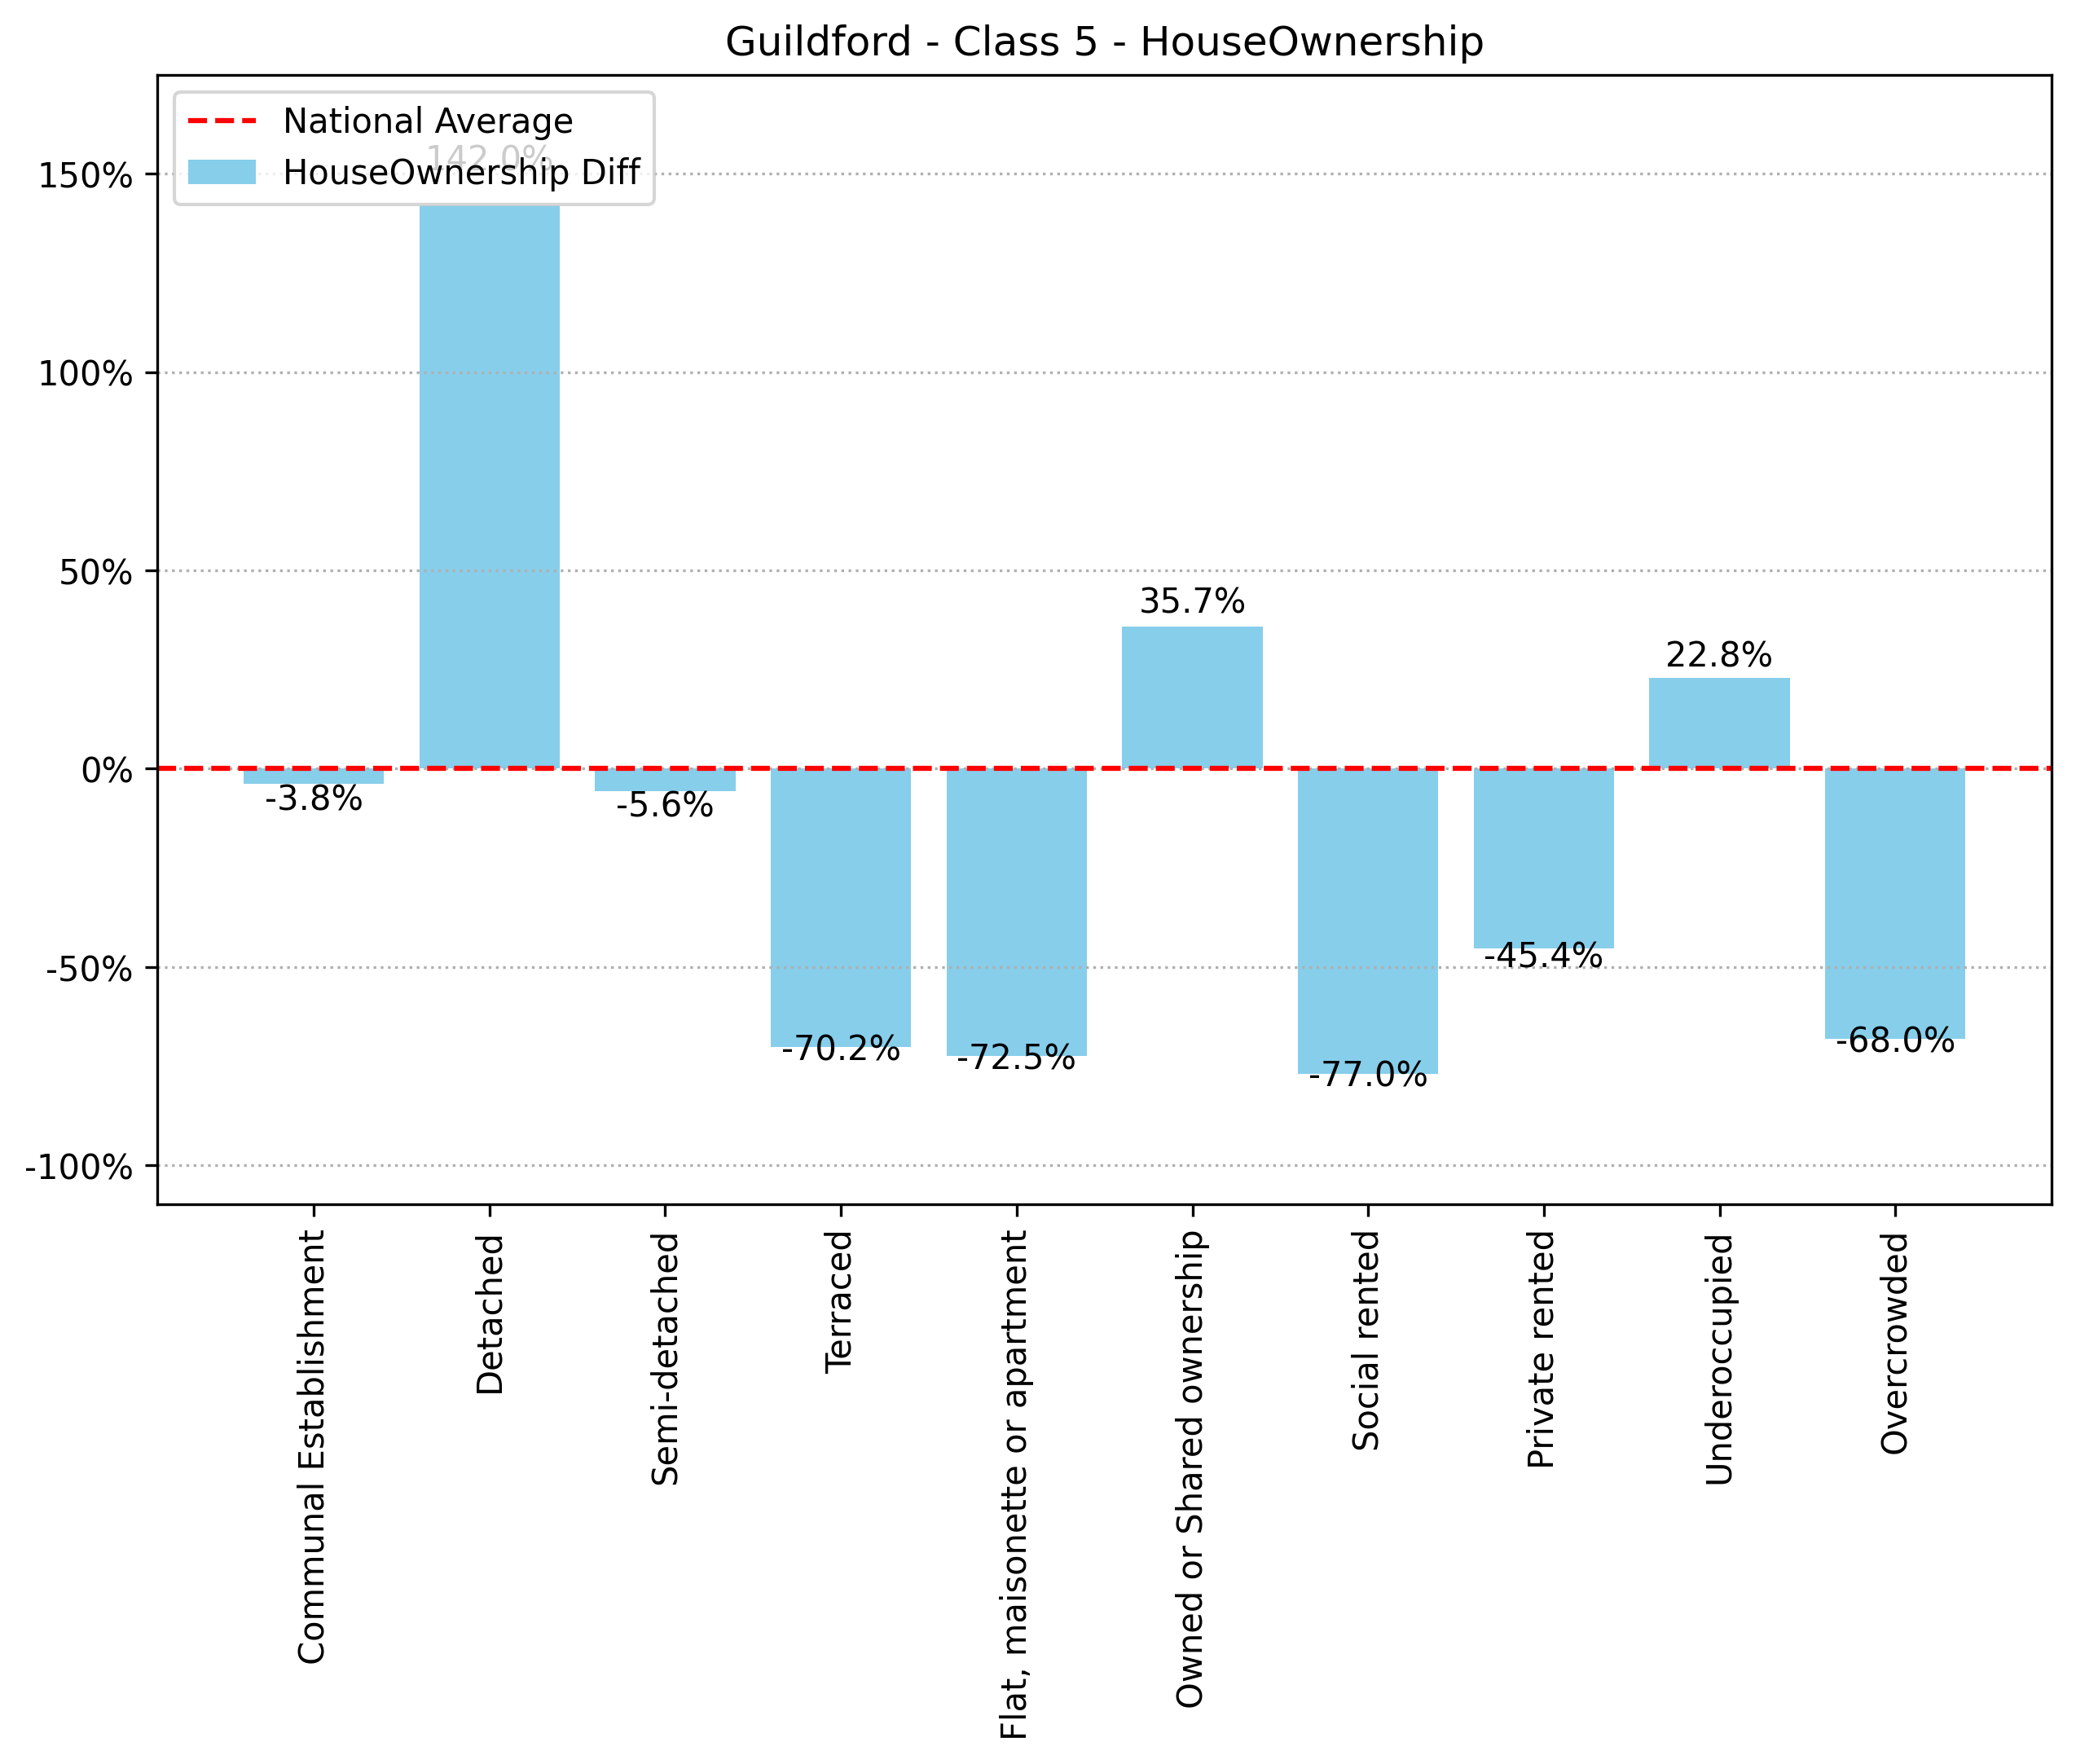 Guildford - Class 5 - HouseOwnership
National Average
HouseOwnership Diff
142.0%
150%
100%
50%
0%
-50%
-100%
-3.8%
-5.6%
-70.2%
-72.5%
35.7%
-77.0%
-45.4%
22.8%
-68.0%
Communal Establishment
Detached
Semi-detached
Terraced
Flat, maisonette or apartment
Owned or Shared ownership
Social rented
Private rented
Underoccupied
Overcrowded